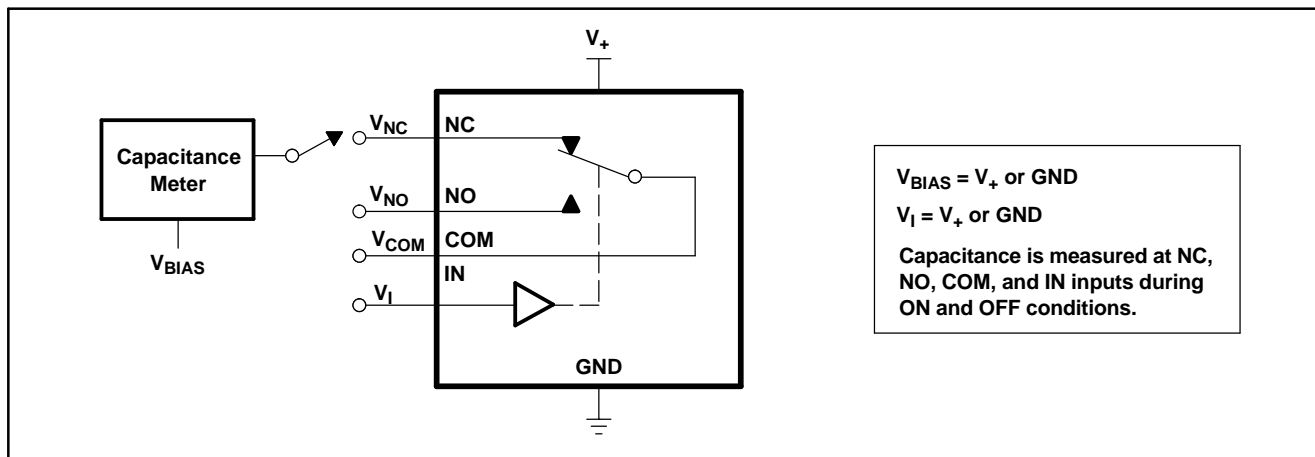 V+
Capacitance
Meter
VBIAS
VNC NC
VNO NO
VCOM COM
IN
VI
GND
VBIAS = V+ or GND
VI = V+ or GND
Capacitance is measured at NC,
NO, COM, and IN inputs during
ON and OFF conditions.